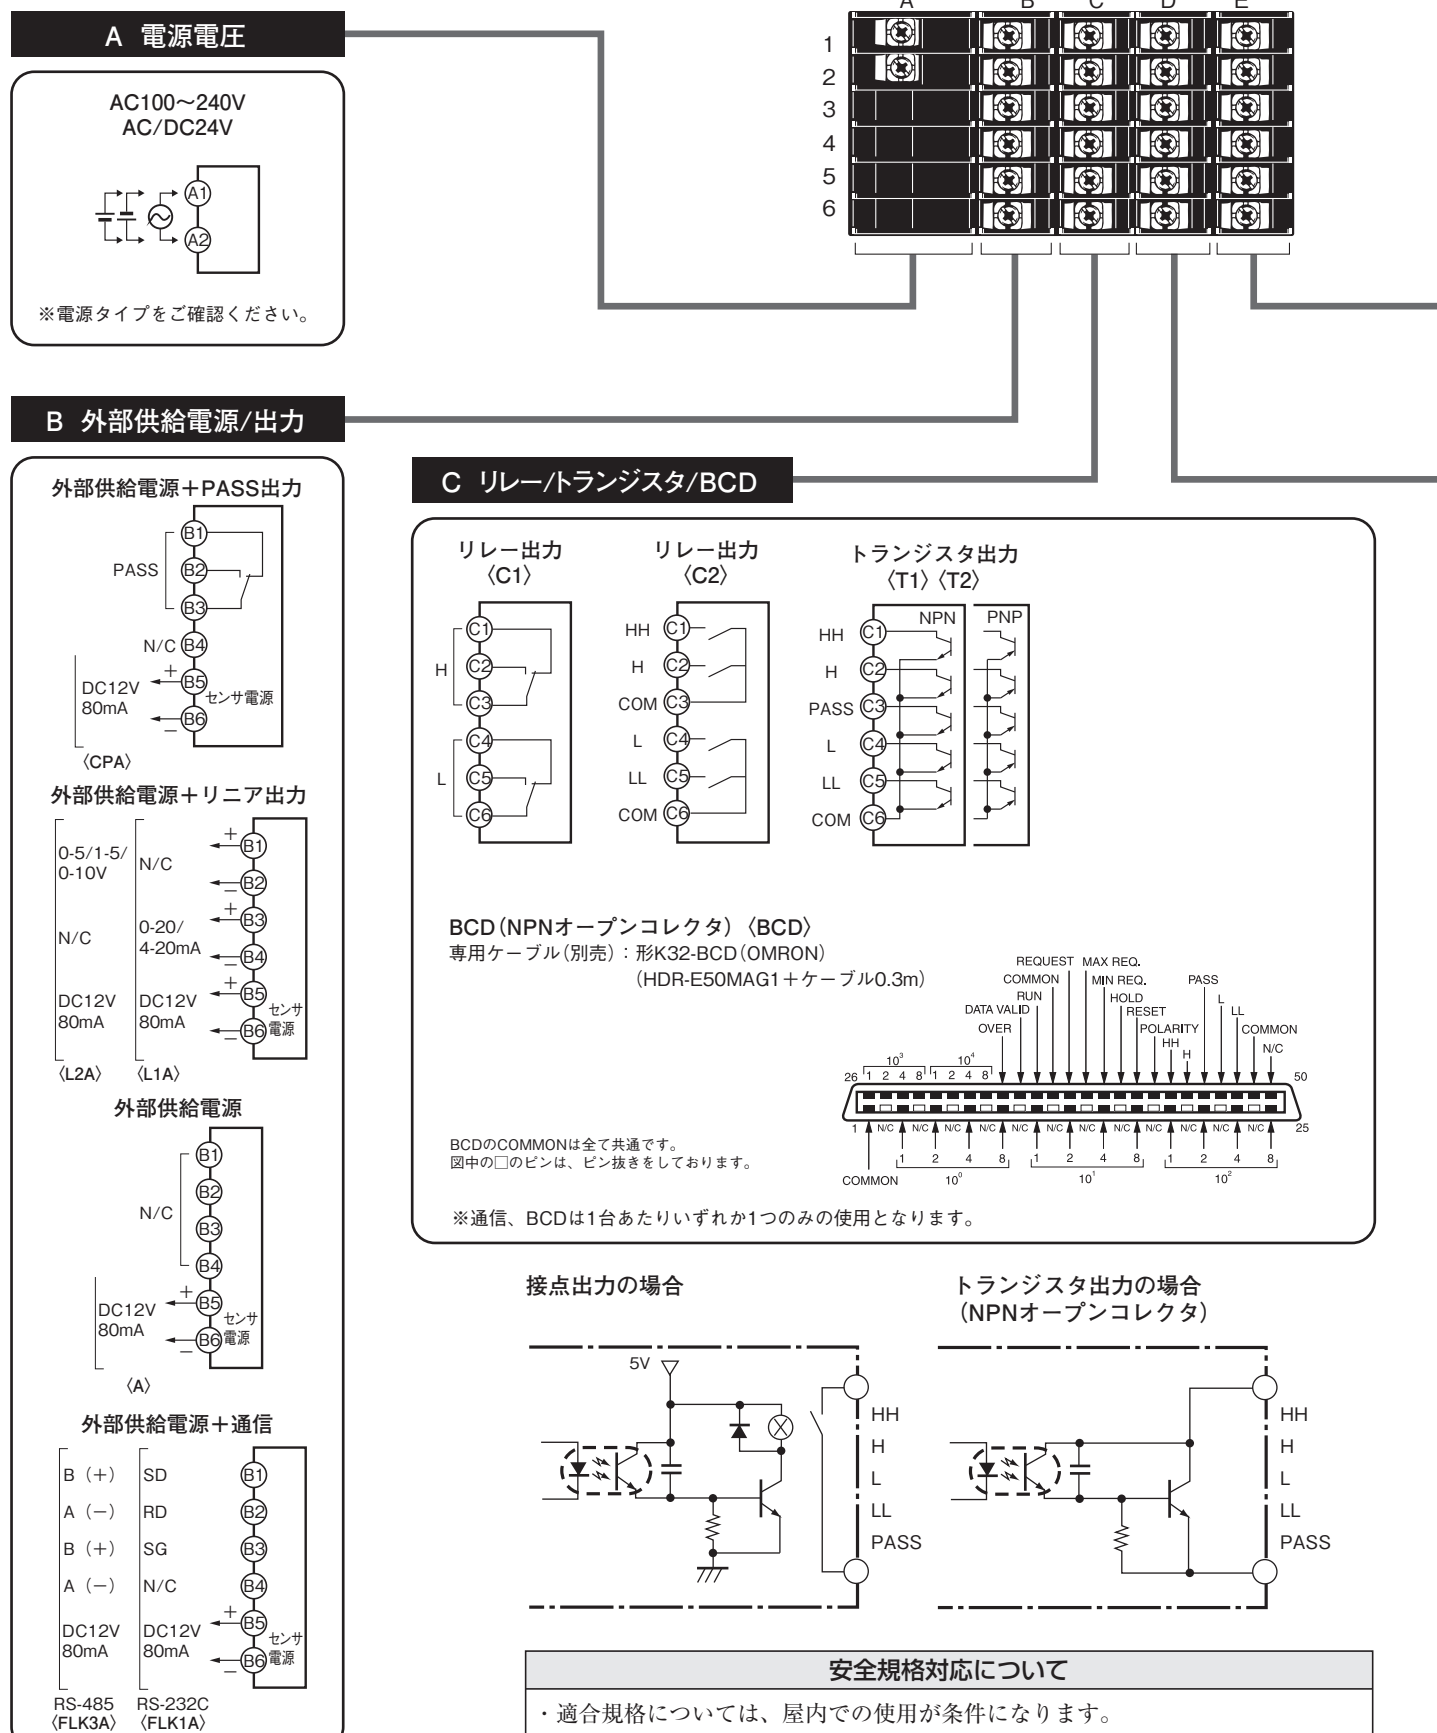 A B C D E
1
2
3
4
5
6
A 電源電圧
AC100～240V
AC/DC24V
A1
A2
※電源タイプをご確認ください。
B 外部供給電源/出力
外部供給電源＋PASS出力
PASS
B1
B2
B3
N/C B4
DC12V
80mA
+ B5
センサ電源
− B6
〈CPA〉
外部供給電源＋リニア出力
0-5/1-5/
0-10V
N/C
+ B1
− B2
N/C
0-20/
4-20mA
+ B3
− B4
DC12V
80mA
DC12V
80mA
+ B5
− B6
センサ
電源
〈L2A〉 〈L1A〉
外部供給電源
N/C
B1
B2
B3
B4
DC12V
80mA
+ B5
− B6
センサ
電源
〈A〉
外部供給電源＋通信
B（+） SD B1
A（−） RD B2
B（+） SG B3
A（−） N/C B4
DC12V
80mA
DC12V
80mA
+ B5
− B6
センサ
電源
RS-485 RS-232C
〈FLK3A〉 〈FLK1A〉
C リレー/トランジスタ/BCD
リレー出力
〈C1〉
H
C1
C2
C3
L
C4
C5
C6
リレー出力
〈C2〉
HH C1
H C2
COM C3
L C4
LL C5
COM C6
トランジスタ出力
〈T1〉〈T2〉
NPN PNP
HH C1
H C2
PASS C3
L C4
LL C5
COM C6
BCD（NPNオープンコレクタ）〈BCD〉
専用ケーブル（別売）：形K32-BCD（OMRON）
（HDR-E50MAG1＋ケーブル0.3m）
REQUEST MAX REQ.
COMMON MIN REQ. PASS
RUN HOLD L
DATA VALID RESET LL
OVER POLARITY COMMON
HH
H N/C
10³ 10⁴
26 1 2 4 8 1 2 4 8 50
1 N/C N/C N/C N/C N/C N/C N/C N/C N/C N/C N/C N/C 25
1 2 4 8 1 2 4 8 1 2 4 8
COMMON 10⁰ 10¹ 10²
BCDのCOMMONは全て共通です。
図中の□のピンは、ピン抜きをしております。
※通信、BCDは1台あたりいずれか1つのみの使用となります。
接点出力の場合
5V
HH
H
L
LL
PASS
トランジスタ出力の場合
（NPNオープンコレクタ）
HH
H
L
LL
PASS
安全規格対応について
・適合規格については、屋内での使用が条件になります。